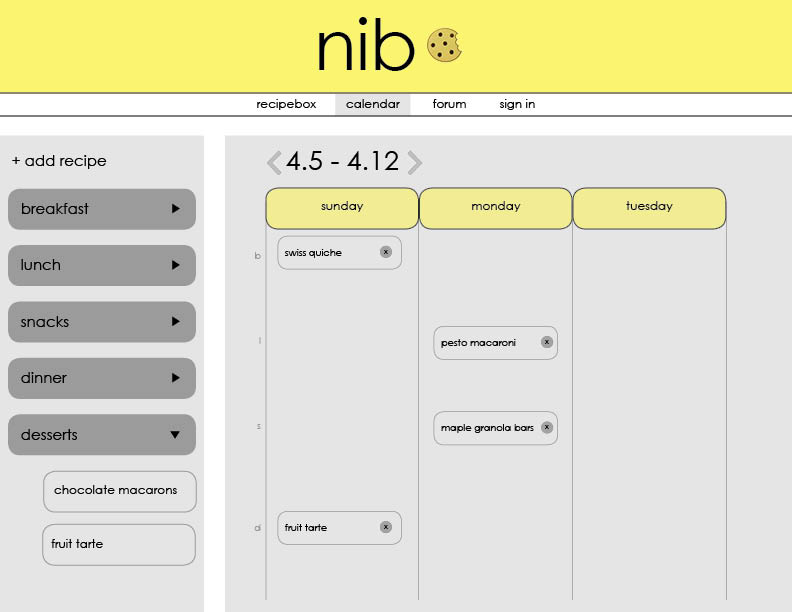 nib
recipebox calendar forum sign in
+ add recipe
breakfast
lunch
snacks
dinner
desserts
chocolate macarons
fruit tarte
4.5 - 4.12
sunday monday tuesday
b
swiss quiche x
l
pesto macaroni x
s
maple granola bars x
d
fruit tarte x